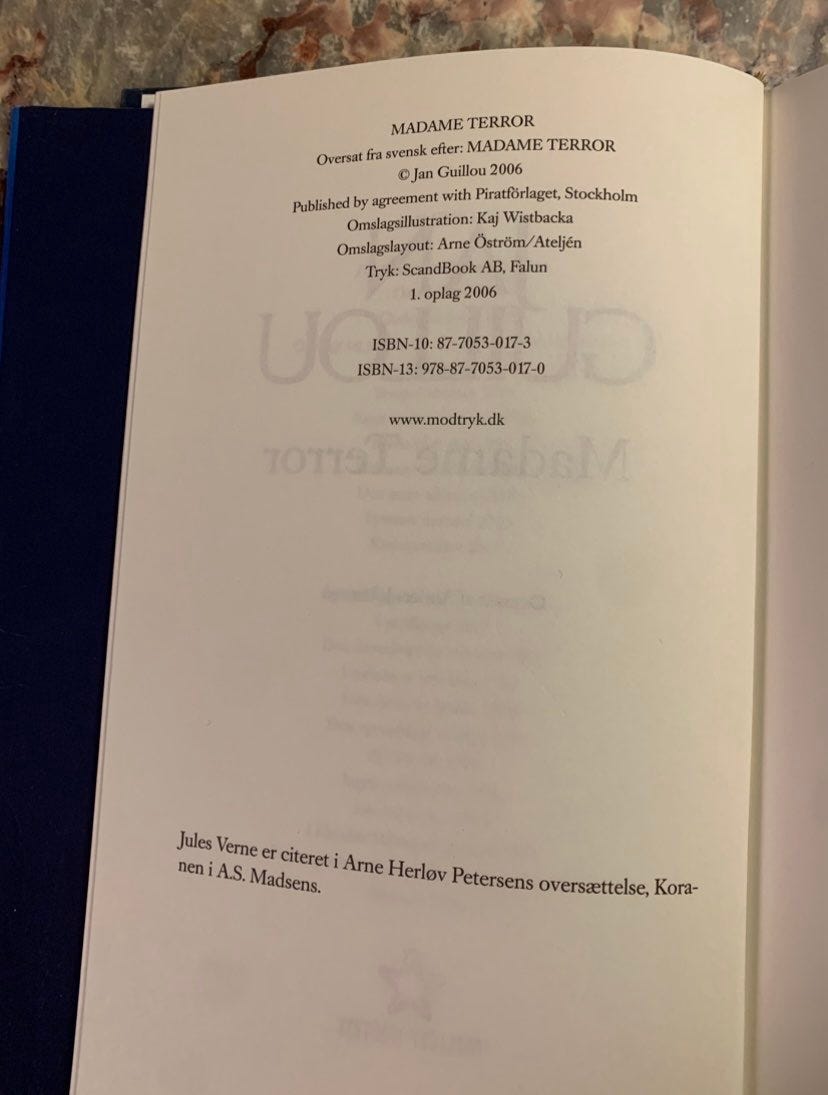 MADAME TERROR
Oversat fra svensk efter: MADAME TERROR
© Jan Guillou 2006
Published by agreement with Piratförlaget, Stockholm
Omslagsillustration: Kaj Wistbacka
Omslagslayout: Arne Öström/Ateljén
Tryk: ScandBook AB, Falun
1. oplag 2006
ISBN-10: 87-7053-017-3
ISBN-13: 978-87-7053-017-0
www.modtryk.dk
GUILLOU
Madame Terror
Jules Verne er citeret i Arne Herløv Petersens oversættelse, Kora-
nen i A.S. Madsens.